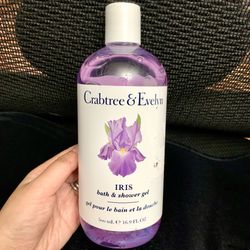 Crabtree & Evelyn
IRIS
bath & shower gel
gel pour le bain et la douche
500 ml. e 16.9 Fl. Oz